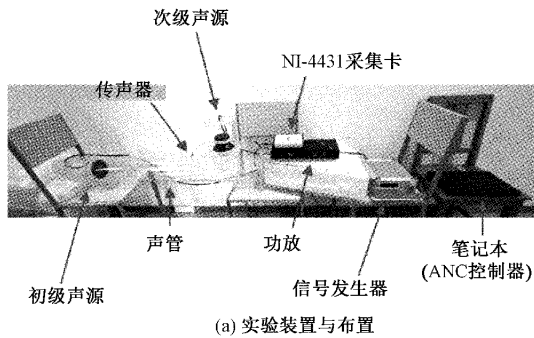 次级声源
NI-4431采集卡
传声器
声管
功放
笔记本
(ANC控制器)
初级声源
信号发生器
(a) 实验装置与布置